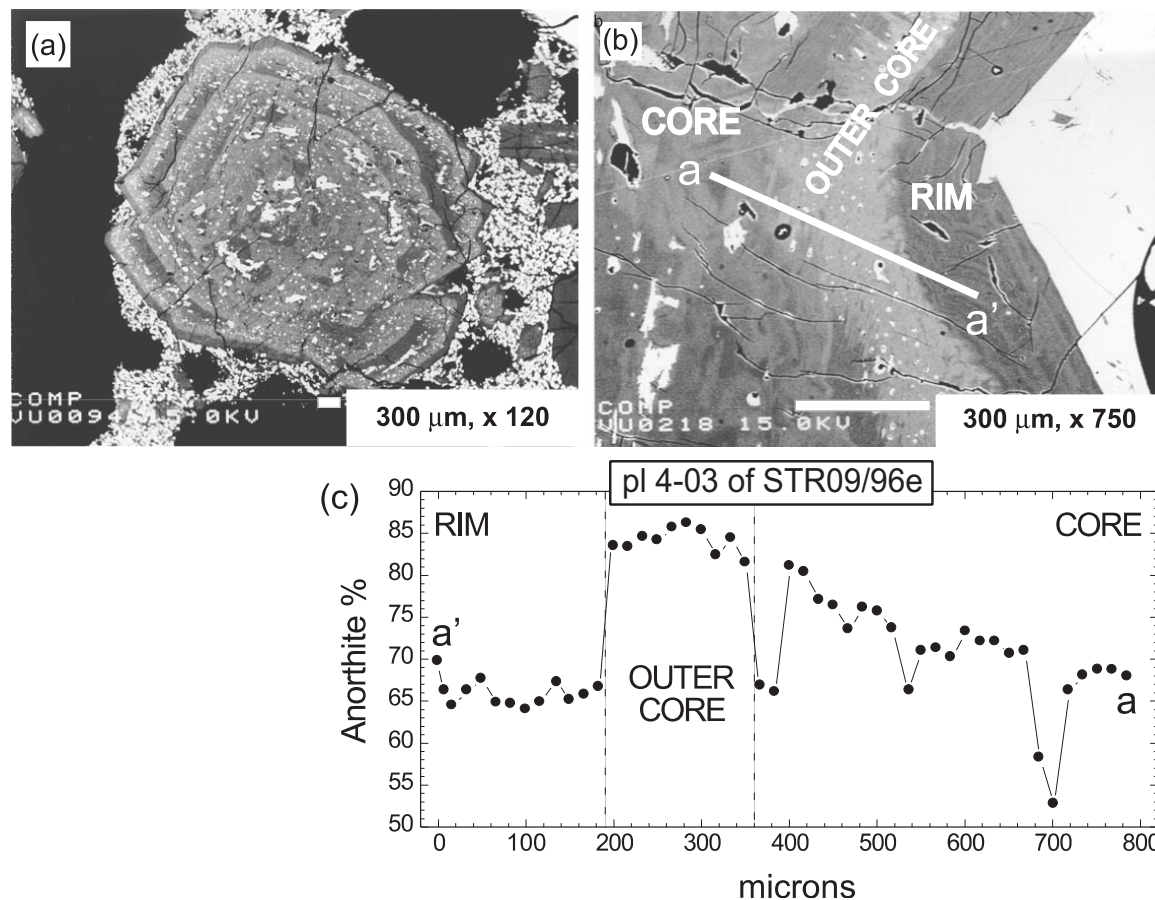 (a)
COMP
VU0094 15.0KV
300 μm, x 120
b
(b)
CORE
OUTER CORE
RIM
a
a’
COMP
VU0218 15.0KV
300 μm, x 750
(c)
pl 4-03 of STR09/96e
Anorthite %
90
85
80
75
70
65
60
55
50
RIM
CORE
a’
OUTER
CORE
a
0 100 200 300 400 500 600 700 800
microns